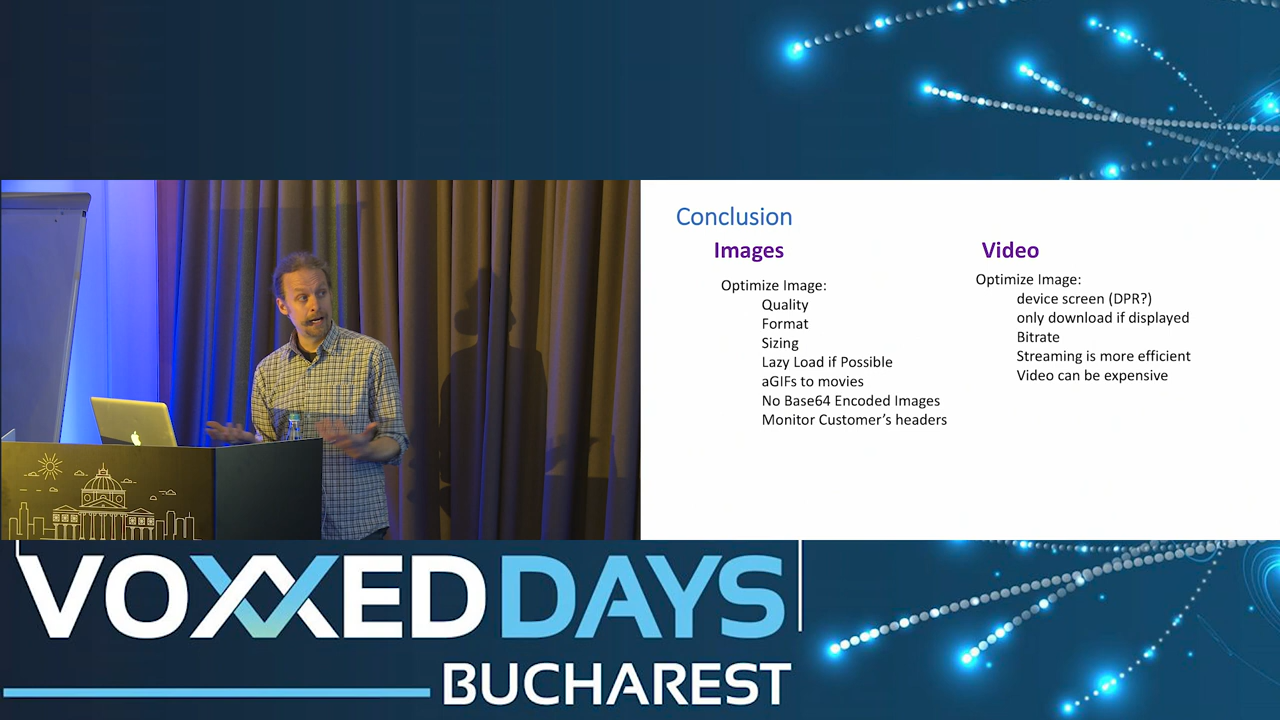 Conclusion
Images
Optimize Image:
Quality
Format
Sizing
Lazy Load if Possible
aGIFs to movies
No Base64 Encoded Images
Monitor Customer’s headers
Video
Optimize Image:
device screen (DPR?)
only download if displayed
Bitrate
Streaming is more efficient
Video can be expensive
VOXXED DAYS
BUCHAREST